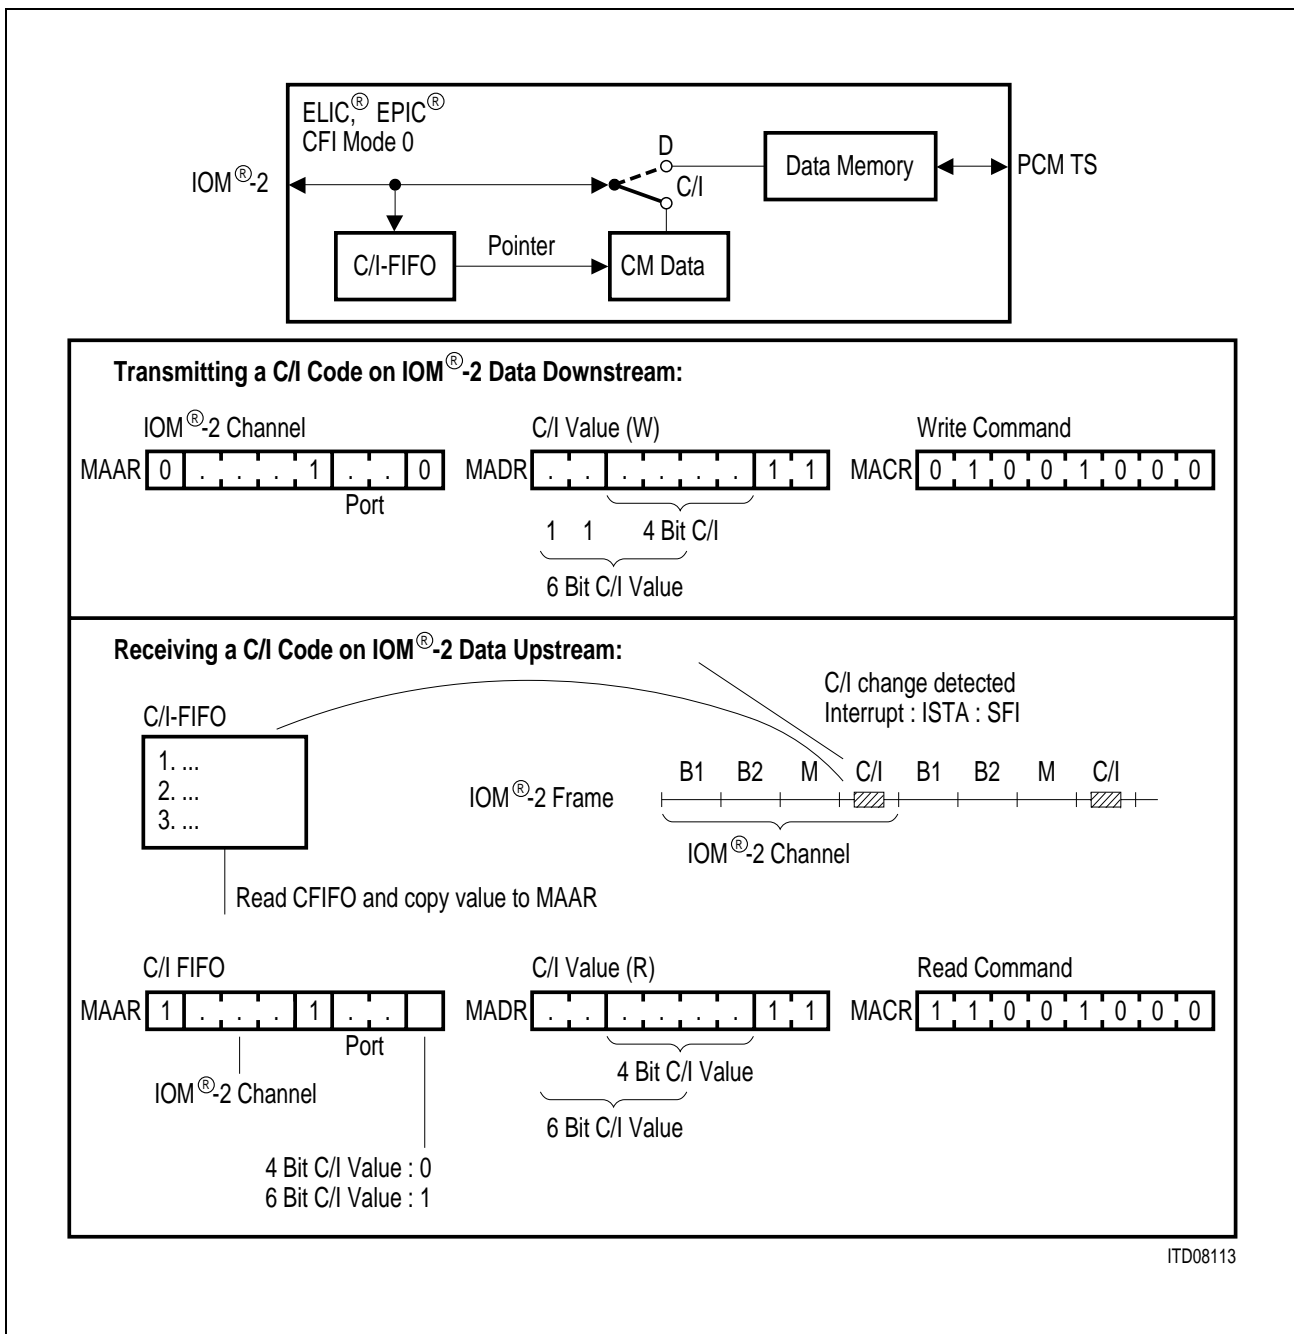 ELIC,® EPIC®
CFI Mode 0
IOM®-2
D
C/I
Data Memory
PCM TS
C/I-FIFO
Pointer
CM Data
Transmitting a C/I Code on IOM®-2 Data Downstream:
IOM®-2 Channel
C/I Value (W)
Write Command
MAAR 0 . . . 1 . . 0
MADR . . . . . . 1 1
MACR 0 1 0 0 1 0 0 0
Port
1 1 4 Bit C/I
6 Bit C/I Value
Receiving a C/I Code on IOM®-2 Data Upstream:
C/I change detected
Interrupt : ISTA : SFI
C/I-FIFO
1. ...
2. ...
3. ...
B1 B2 M C/I B1 B2 M C/I
IOM®-2 Frame
IOM®-2 Channel
Read CFIFO and copy value to MAAR
C/I FIFO
C/I Value (R)
Read Command
MAAR 1 . . . 1 . .
MADR . . . . . . 1 1
MACR 1 1 0 0 1 0 0 0
Port
4 Bit C/I Value
IOM®-2 Channel
6 Bit C/I Value
4 Bit C/I Value : 0
6 Bit C/I Value : 1
ITD08113